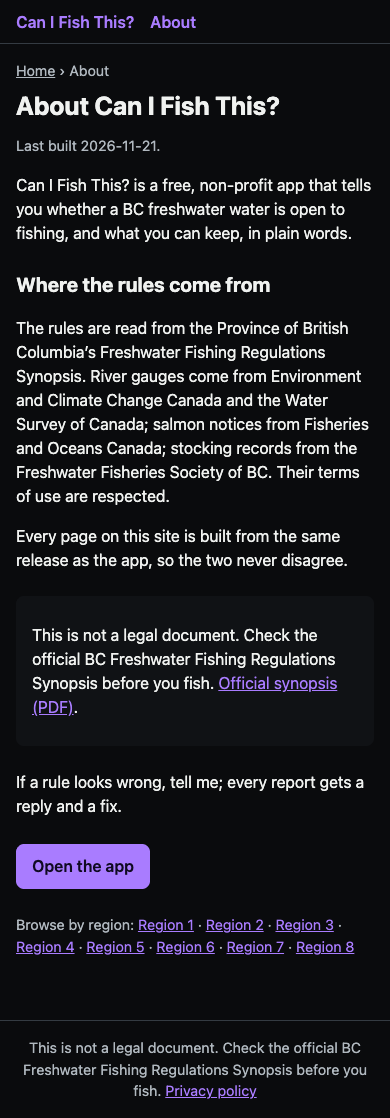 Can I Fish This? About
Home › About
About Can I Fish This?
Last built 2026-11-21.
Can I Fish This? is a free, non-profit app that tells
you whether a BC freshwater water is open to
fishing, and what you can keep, in plain words.
Where the rules come from
The rules are read from the Province of British
Columbia’s Freshwater Fishing Regulations
Synopsis. River gauges come from Environment
and Climate Change Canada and the Water
Survey of Canada; salmon notices from Fisheries
and Oceans Canada; stocking records from the
Freshwater Fisheries Society of BC. Their terms
of use are respected.
Every page on this site is built from the same
release as the app, so the two never disagree.
This is not a legal document. Check the
official BC Freshwater Fishing Regulations
Synopsis before you fish. Official synopsis
(PDF).
If a rule looks wrong, tell me; every report gets a
reply and a fix.
Open the app
Browse by region: Region 1 · Region 2 · Region 3 ·
Region 4 · Region 5 · Region 6 · Region 7 · Region 8
This is not a legal document. Check the official BC
Freshwater Fishing Regulations Synopsis before you
fish. Privacy policy